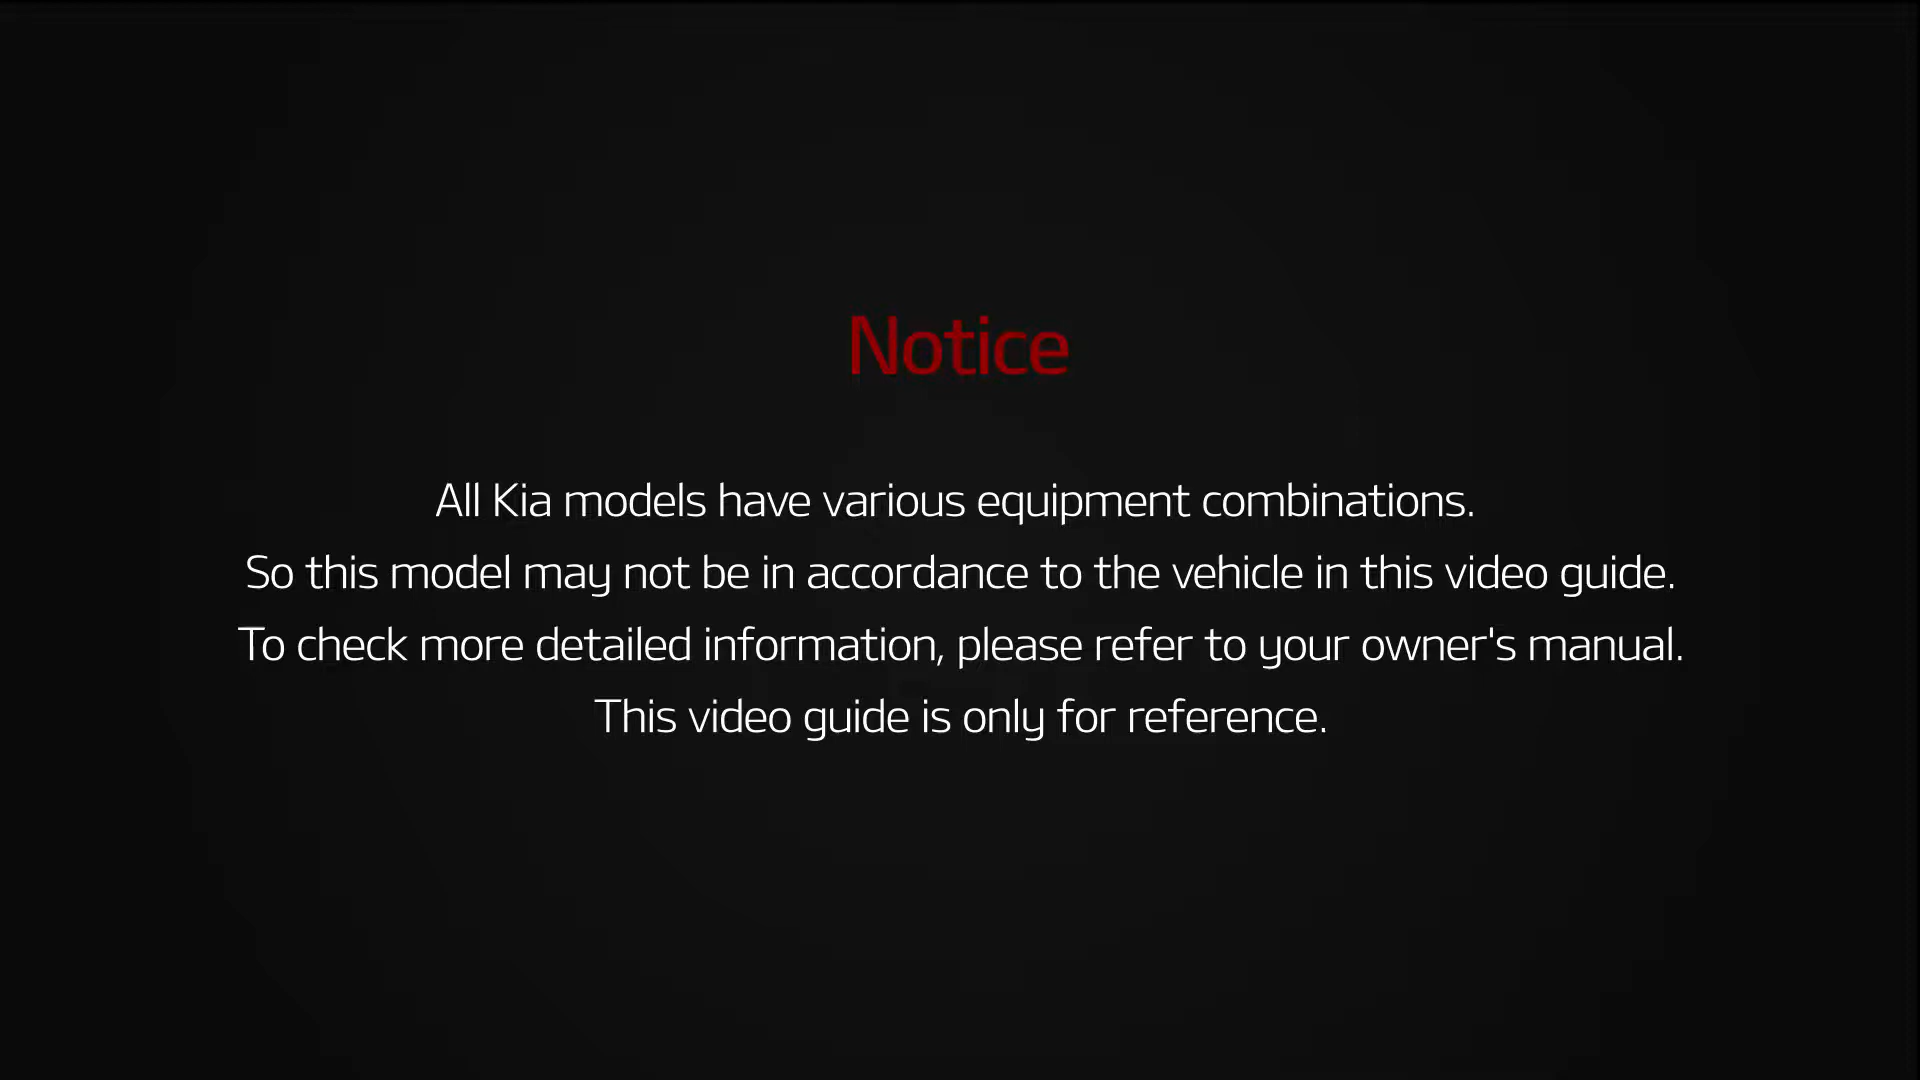 Notice
All Kia models have various equipment combinations.
So this model may not be in accordance to the vehicle in this video guide.
To check more detailed information, please refer to your owner's manual.
This video guide is only for reference.